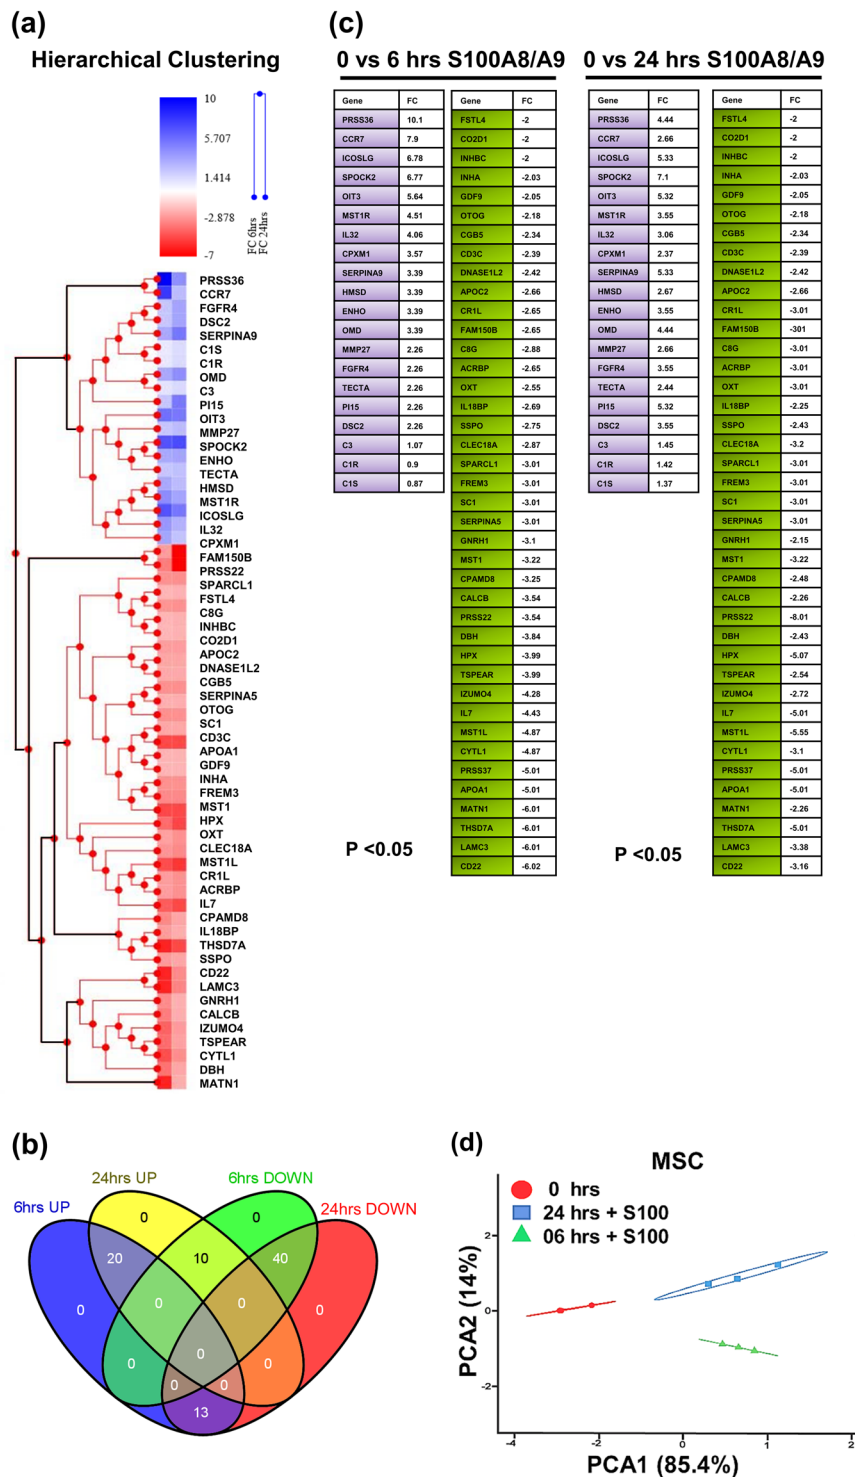 (a)
Hierarchical Clustering
10
5.707
1.414
-2.878
-7
FC 6hrs
FC 24hrs
PRSS36
CCR7
FGFR4
DSC2
SERPINA9
C1S
C1R
OMD
C3
PI15
OIT3
MMP27
SPOCK2
ENHO
TECTA
HMSD
MST1R
ICOSLG
IL32
CPXM1
FAM150B
PRSS22
SPARCL1
FSTL4
C8G
INHBC
CO2D1
APOC2
DNASE1L2
CGB5
SERPINA5
OTOG
SC1
CD3C
APOA1
GDF9
INHA
FREM3
MST1
HPX
OXT
CLEC18A
MST1L
CR1L
ACRBP
IL7
CPAMD8
IL18BP
THSD7A
SSPO
CD22
LAMC3
GNRH1
CALCB
IZUMO4
TSPEAR
CYTL1
DBH
MATN1
(c)
0 vs 6 hrs S100A8/A9
Gene FC
PRSS36 10.1
CCR7 7.9
ICOSLG 6.78
SPOCK2 6.77
OIT3 5.64
MST1R 4.51
IL32 4.06
CPXM1 3.57
SERPINA9 3.39
HMSD 3.39
ENHO 3.39
OMD 3.39
MMP27 2.26
FGFR4 2.26
TECTA 2.26
PI15 2.26
DSC2 2.26
C3 1.07
C1R 0.9
C1S 0.87
Gene FC
FSTL4 -2
CO2D1 -2
INHBC -2
INHA -2.03
GDF9 -2.05
OTOG -2.18
CGB5 -2.34
CD3C -2.39
DNASE1L2 -2.42
APOC2 -2.66
CR1L -2.65
FAM150B -2.65
C8G -2.88
ACRBP -2.65
OXT -2.55
IL18BP -2.69
SSPO -2.75
CLEC18A -2.87
SPARCL1 -3.01
FREM3 -3.01
SC1 -3.01
SERPINA5 -3.01
GNRH1 -3.1
MST1 -3.22
CPAMD8 -3.25
CALCB -3.54
PRSS22 -3.54
DBH -3.84
HPX -3.99
TSPEAR -3.99
IZUMO4 -4.28
IL7 -4.43
MST1L -4.87
CYTL1 -4.87
PRSS37 -5.01
APOA1 -5.01
MATN1 -6.01
THSD7A -6.01
LAMC3 -6.01
CD22 -6.02
P <0.05
0 vs 24 hrs S100A8/A9
Gene FC
PRSS36 4.44
CCR7 2.66
ICOSLG 5.33
SPOCK2 7.1
OIT3 5.32
MST1R 3.55
IL32 3.06
CPXM1 2.37
SERPINA9 5.33
HMSD 2.67
ENHO 3.55
OMD 4.44
MMP27 2.66
FGFR4 3.55
TECTA 2.44
PI15 5.32
DSC2 3.55
C3 1.45
C1R 1.42
C1S 1.37
Gene FC
FSTL4 -2
CO2D1 -2
INHBC -2
INHA -2.03
GDF9 -2.05
OTOG -2.18
CGB5 -2.34
CD3C -2.39
DNASE1L2 -2.42
APOC2 -2.66
CR1L -3.01
FAM150B -301
C8G -3.01
ACRBP -3.01
OXT -3.01
IL18BP -2.25
SSPO -2.43
CLEC18A -3.2
SPARCL1 -3.01
FREM3 -3.01
SC1 -3.01
SERPINA5 -3.01
GNRH1 -2.15
MST1 -3.22
CPAMD8 -2.48
CALCB -2.26
PRSS22 -8.01
DBH -2.43
HPX -5.07
TSPEAR -2.54
IZUMO4 -2.72
IL7 -5.01
MST1L -5.55
CYTL1 -3.1
PRSS37 -5.01
APOA1 -5.01
MATN1 -2.26
THSD7A -5.01
LAMC3 -3.38
CD22 -3.16
P <0.05
(b)
24hrs UP
6hrs DOWN
6hrs UP
24hrs DOWN
0 0
20 10 40
0 0 0 0
0 0 0
0 0
13
(d)
MSC
0 hrs
24 hrs + S100
06 hrs + S100
PCA2 (14%)
2
0
-2
-4 -2 0 1 2
PCA1 (85.4%)